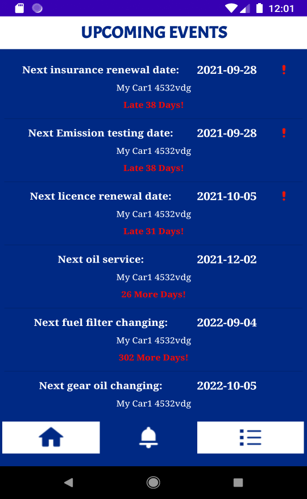 12:01
UPCOMING EVENTS
Next insurance renewal date: 2021-09-28 !
My Car1 4532vdg
Late 38 Days!
Next Emission testing date: 2021-09-28 !
My Car1 4532vdg
Late 38 Days!
Next licence renewal date: 2021-10-05 !
My Car1 4532vdg
Late 31 Days!
Next oil service: 2021-12-02
My Car1 4532vdg
26 More Days!
Next fuel filter changing: 2022-09-04
My Car1 4532vdg
302 More Days!
Next gear oil changing: 2022-10-05
My Car1 4532vdg